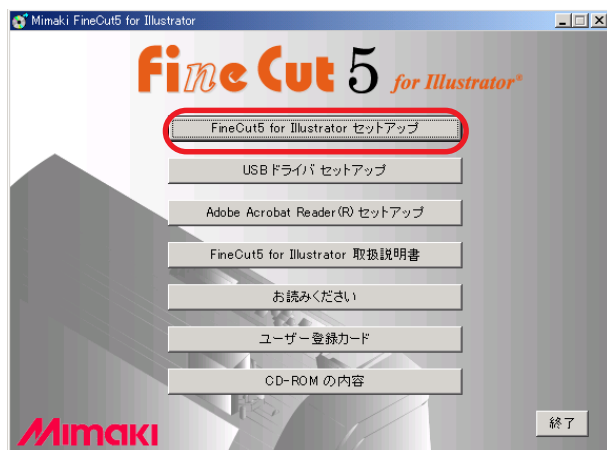 Mimaki FineCut5 for Illustrator
Fine Cut 5 for Illustrator®
FineCut5 for Illustrator セットアップ
USBドライバ セットアップ
Adobe Acrobat Reader(R) セットアップ
FineCut5 for Illustrator 取扱説明書
お読みください
ユーザー登録カード
CD-ROM の内容
Mimaki
終了